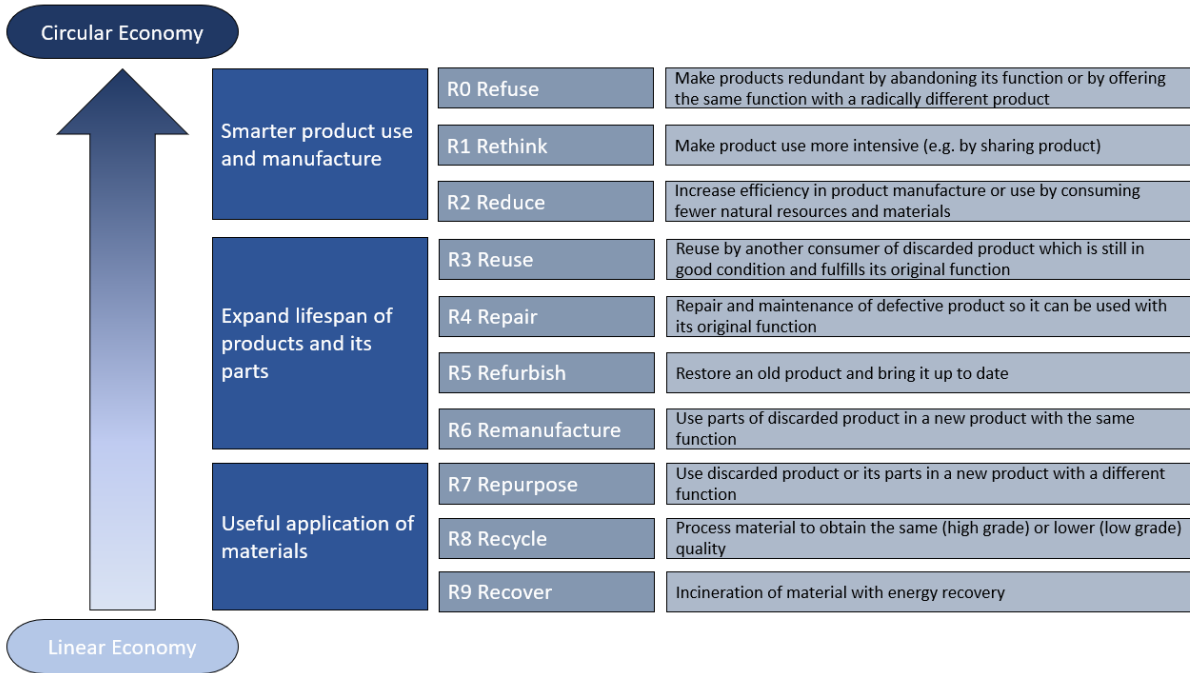 Circular Economy
Smarter product use
and manufacture
R0 Refuse
Make products redundant by abandoning its function or by offering
the same function with a radically different product
R1 Rethink
Make product use more intensive (e.g. by sharing product)
R2 Reduce
Increase efficiency in product manufacture or use by consuming
fewer natural resources and materials
Expand lifespan of
products and its
parts
R3 Reuse
Reuse by another consumer of discarded product which is still in
good condition and fulfills its original function
R4 Repair
Repair and maintenance of defective product so it can be used with
its original function
R5 Refurbish
Restore an old product and bring it up to date
R6 Remanufacture
Use parts of discarded product in a new product with the same
function
Useful application of
materials
R7 Repurpose
Use discarded product or its parts in a new product with a different
function
R8 Recycle
Process material to obtain the same (high grade) or lower (low grade)
quality
R9 Recover
Incineration of material with energy recovery
Linear Economy